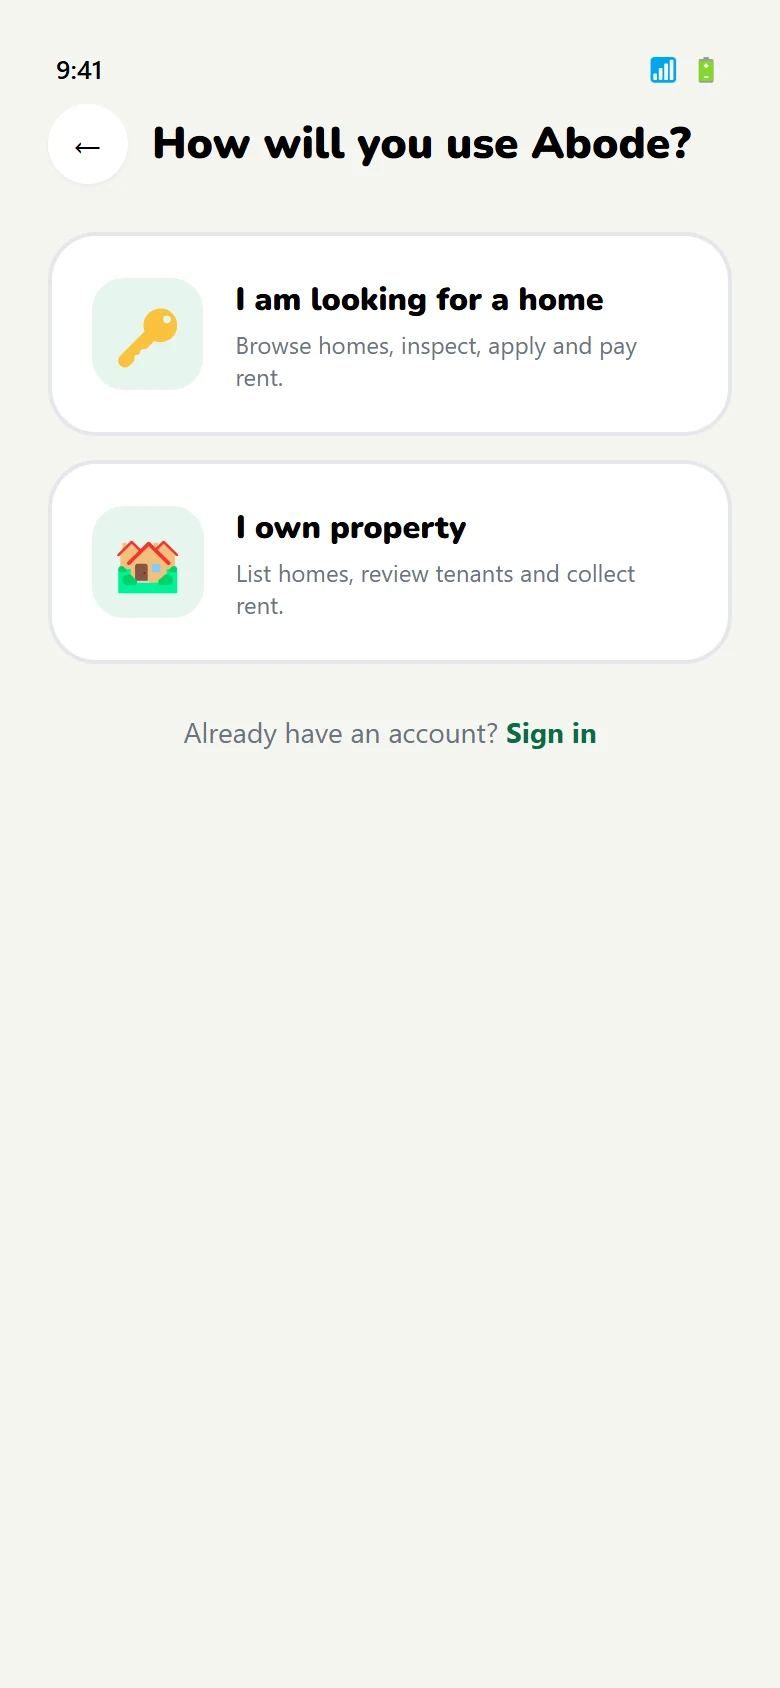 9:41
← How will you use Abode?
I am looking for a home
Browse homes, inspect, apply and pay
rent.
I own property
List homes, review tenants and collect
rent.
Already have an account? Sign in